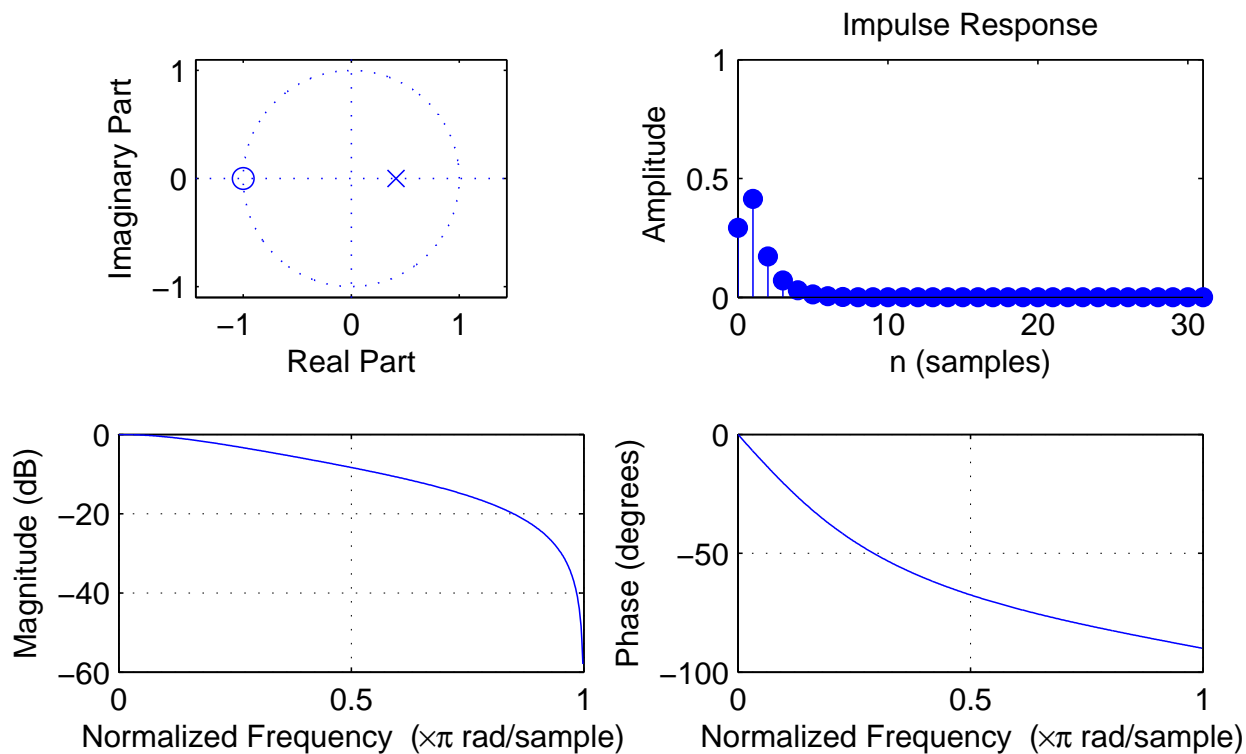 1
0
−1
−1
0
1
Imaginary Part
Real Part
Impulse Response
1
0.5
0
0
10
20
30
Amplitude
n (samples)
0
−20
−40
−60
0
0.5
1
Magnitude (dB)
Normalized Frequency (×π rad/sample)
0
−50
−100
0
0.5
1
Phase (degrees)
Normalized Frequency (×π rad/sample)